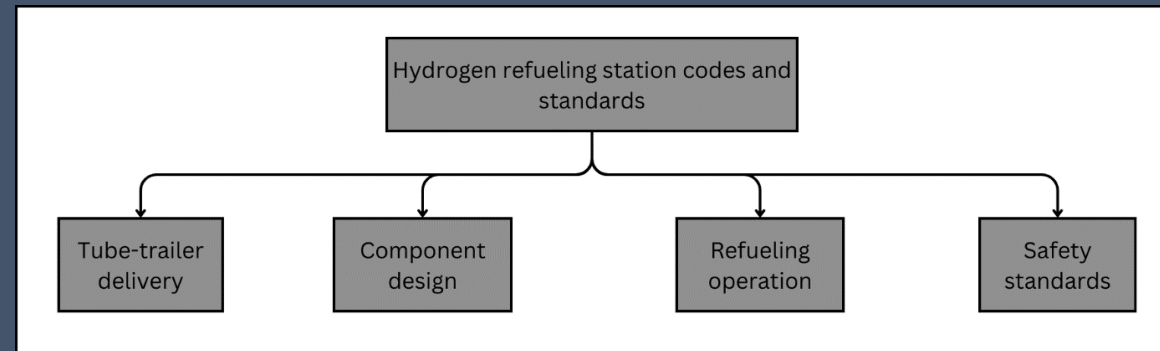 Hydrogen refueling station codes and
standards
Tube-trailer
delivery
Component
design
Refueling
operation
Safety
standards